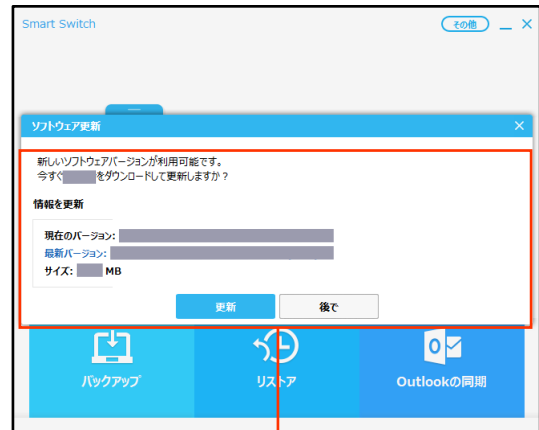 Smart Switch その他
ソフトウェア更新
新しいソフトウェアバージョンが利用可能です。
今すぐ をダウンロードして更新しますか？
情報を更新
現在のバージョン:
最新バージョン:
サイズ: MB
更新 後で
バックアップ リストア Outlookの同期